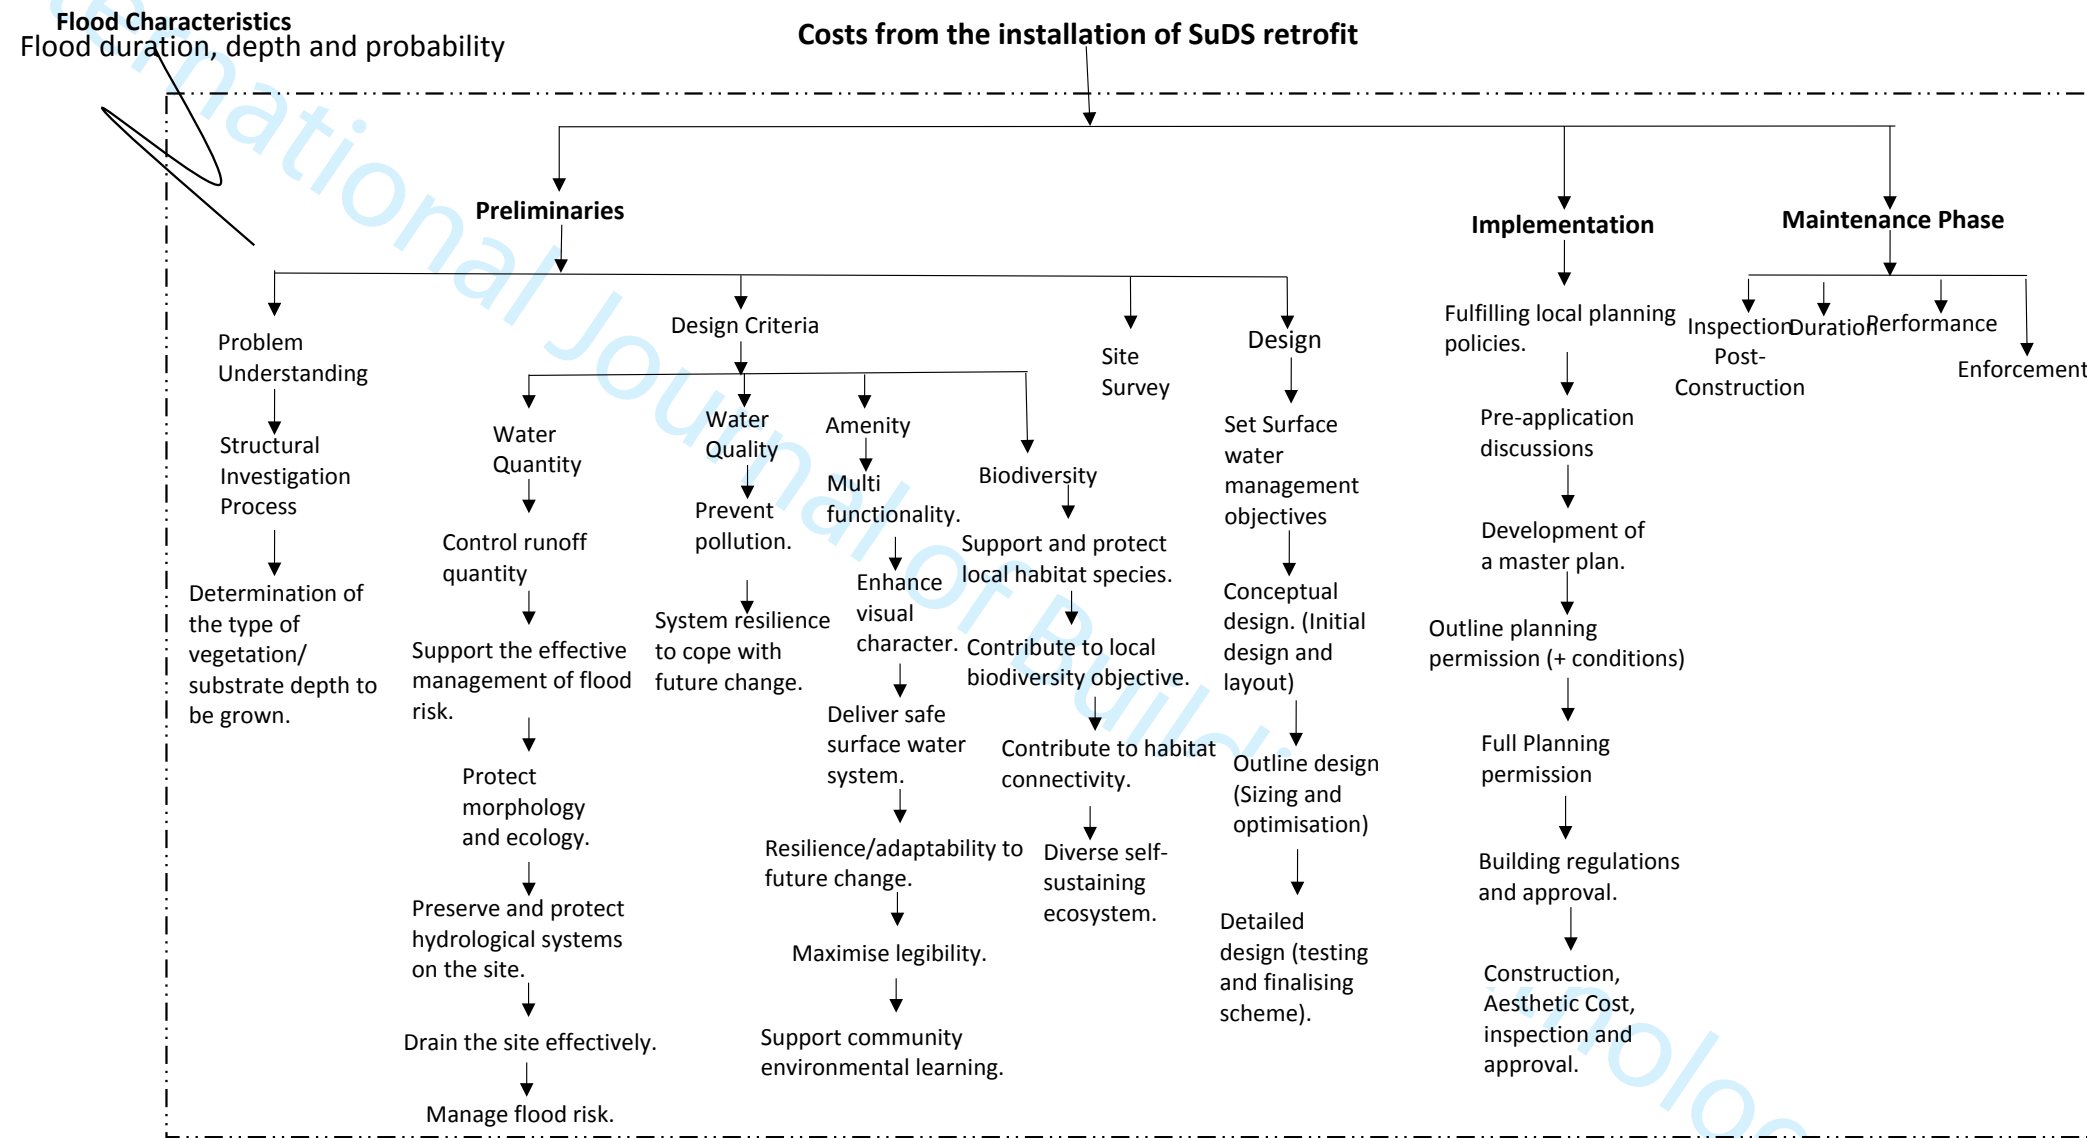 Flood Characteristics
Flood duration, depth and probability
Costs from the installation of SuDS retrofit
Preliminaries
Implementation
Maintenance Phase
Problem
Understanding
Structural
Investigation
Process
Determination of
the type of
vegetation/
substrate depth to
be grown.
Design Criteria
Water
Quantity
Control runoff
quantity
Support the effective
management of flood
risk.
Protect
morphology
and ecology.
Preserve and protect
hydrological systems
on the site.
Drain the site effectively.
Manage flood risk.
Water
Quality
Prevent
pollution.
System resilience
to cope with
future change.
Amenity
Multi
functionality.
Enhance
visual
character.
Deliver safe
surface water
system.
Resilience/adaptability to
future change.
Maximise legibility.
Support community
environmental learning.
Biodiversity
Support and protect
local habitat species.
Contribute to local
biodiversity objective.
Contribute to habitat
connectivity.
Diverse self-
sustaining
ecosystem.
Site
Survey
Design
Set Surface
water
management
objectives
Conceptual
design. (Initial
design and
layout)
Outline design
(Sizing and
optimisation)
Detailed
design (testing
and finalising
scheme).
Fulfilling local planning
policies.
Pre-application
discussions
Development of
a master plan.
Outline planning
permission (+ conditions)
Full Planning
permission
Building regulations
and approval.
Construction,
Aesthetic Cost,
inspection and
approval.
Inspection
Post-
Construction
Duration
Performance
Enforcement
ernational Journal of Buildi